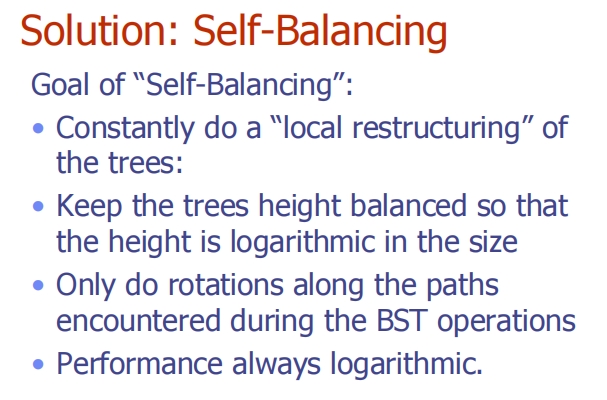 Solution: Self-Balancing
Goal of “Self-Balancing”:
• Constantly do a “local restructuring” of
the trees:
• Keep the trees height balanced so that
the height is logarithmic in the size
• Only do rotations along the paths
encountered during the BST operations
• Performance always logarithmic.